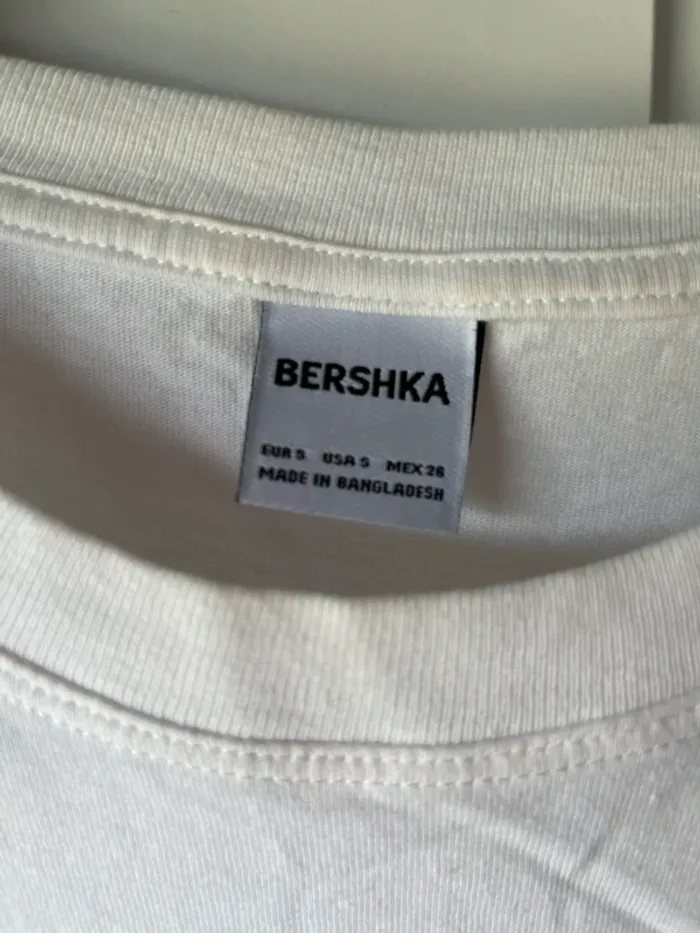 BERSHKA
EUR S USA S MEX 26
MADE IN BANGLADESH